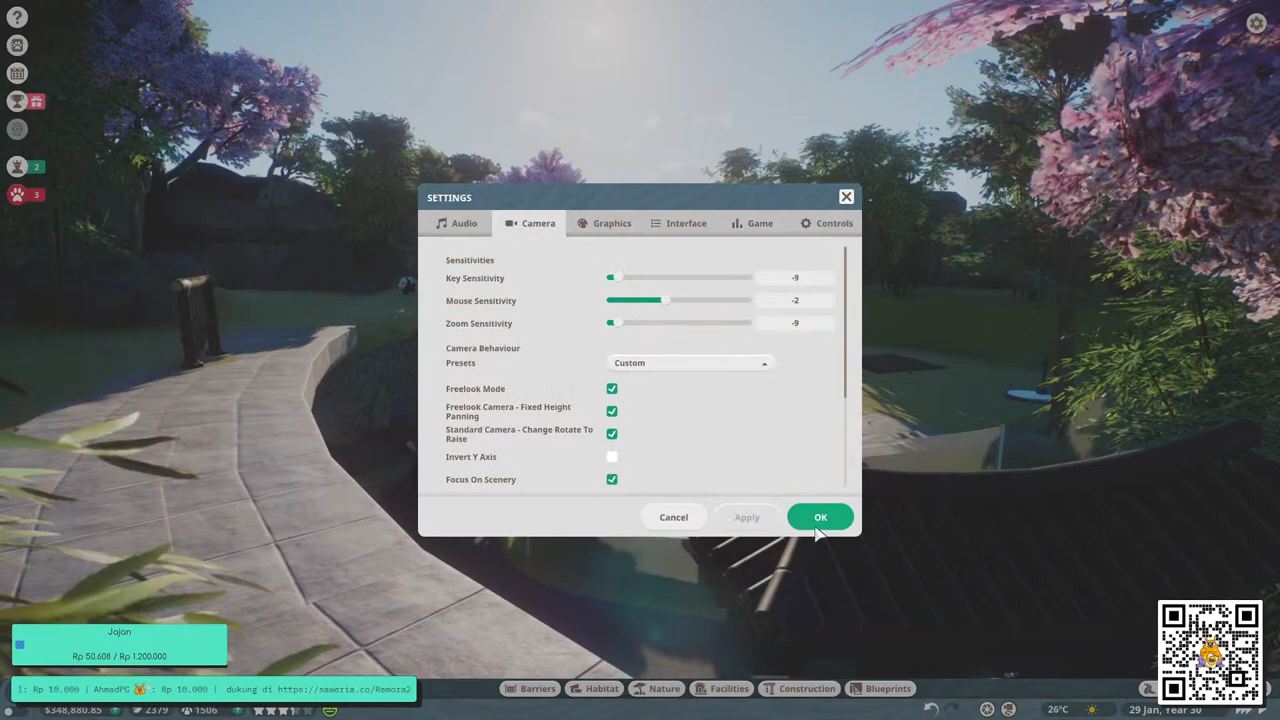 SETTINGS
Audio
Camera
Graphics
Interface
Game
Controls
Sensitivities
Key Sensitivity
-9
Mouse Sensitivity
-2
Zoom Sensitivity
-9
Camera Behaviour
Presets
Custom
Freelook Mode
Freelook Camera - Fixed Height
Panning
Standard Camera - Change Rotate To
Raise
Invert Y Axis
Focus On Scenery
Cancel
Apply
OK
2
3
Jajan
Rp 50.608 / Rp 1.200.000
1: Rp 10.000 | AhmadPG : Rp 10.000 | dukung di https://saweria.co/Remora2
Barriers
Habitat
Nature
Facilities
Construction
Blueprints
$348,880.85
2379
1506
26°C
29 Jan, Year 30